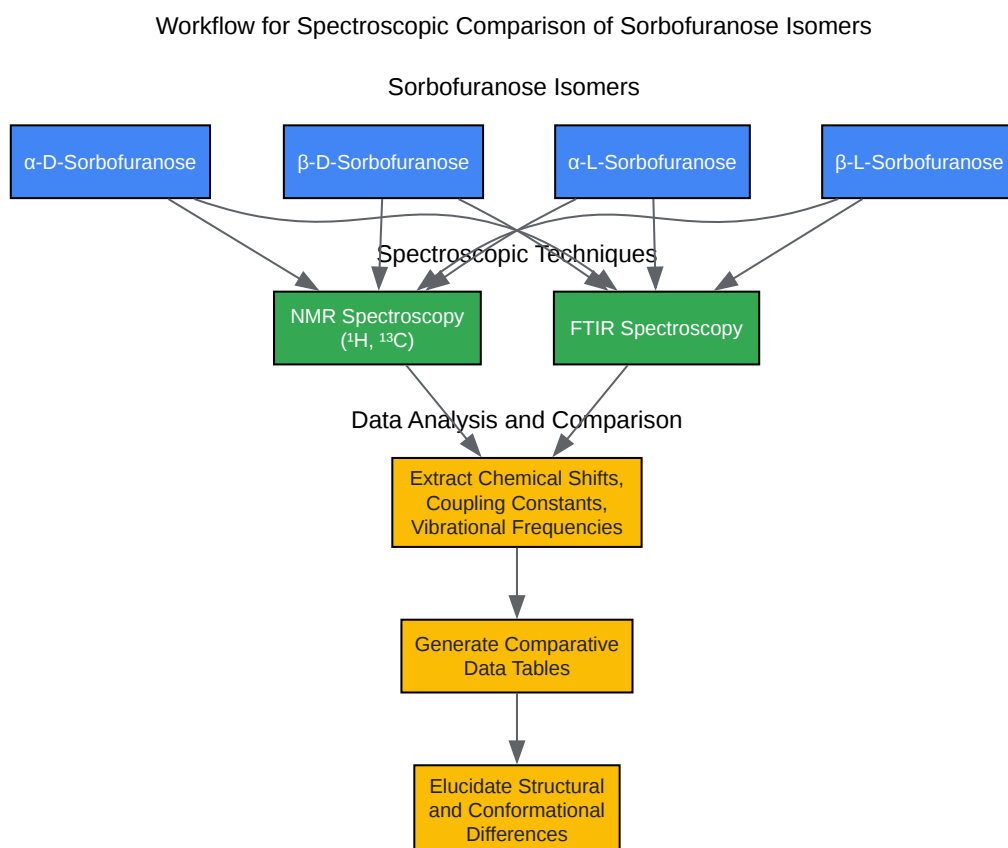 Workflow for Spectroscopic Comparison of Sorbofuranose Isomers
Sorbofuranose Isomers
α-D-Sorbofuranose
β-D-Sorbofuranose
α-L-Sorbofuranose
β-L-Sorbofuranose
Spectroscopic Techniques
NMR Spectroscopy
(¹H, ¹³C)
FTIR Spectroscopy
Data Analysis and Comparison
Extract Chemical Shifts,
Coupling Constants,
Vibrational Frequencies
Generate Comparative
Data Tables
Elucidate Structural
and Conformational
Differences